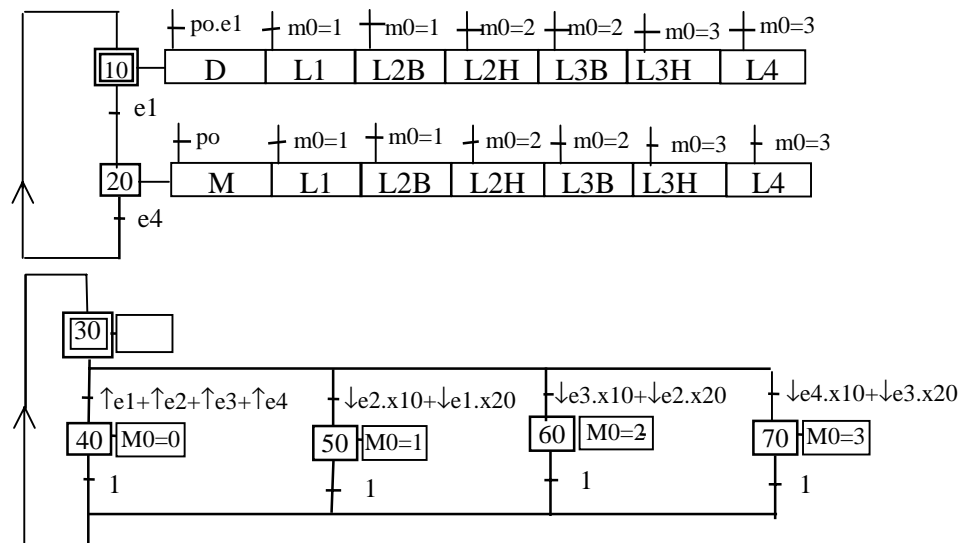 po.e1 m0=1 m0=1 m0=2 m0=2 m0=3 m0=3
10 D L1 L2B L2H L3B L3H L4
e1
po m0=1 m0=1 m0=2 m0=2 m0=3 m0=3
20 M L1 L2B L2H L3B L3H L4
e4
30
↑e1+↑e2+↑e3+↑e4 ↓e2.x10+↓e1.x20 ↓e3.x10+↓e2.x20 ↓e4.x10+↓e3.x20
40 M0=0 50 M0=1 60 M0=2 70 M0=3
1 1 1 1